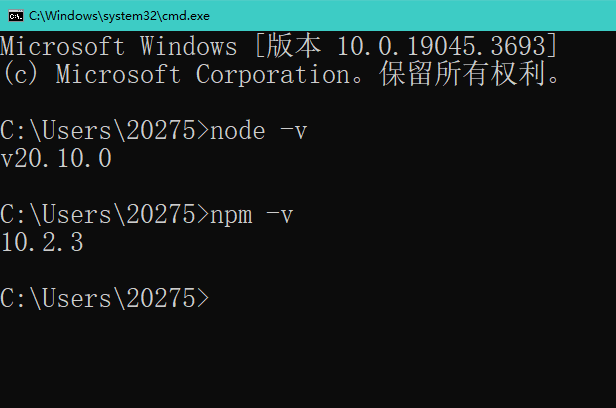 C:\Windows\system32\cmd.exe
Microsoft Windows [版本 10.0.19045.3693]
(c) Microsoft Corporation。保留所有权利。
C:\Users\20275>node -v
v20.10.0
C:\Users\20275>npm -v
10.2.3
C:\Users\20275>